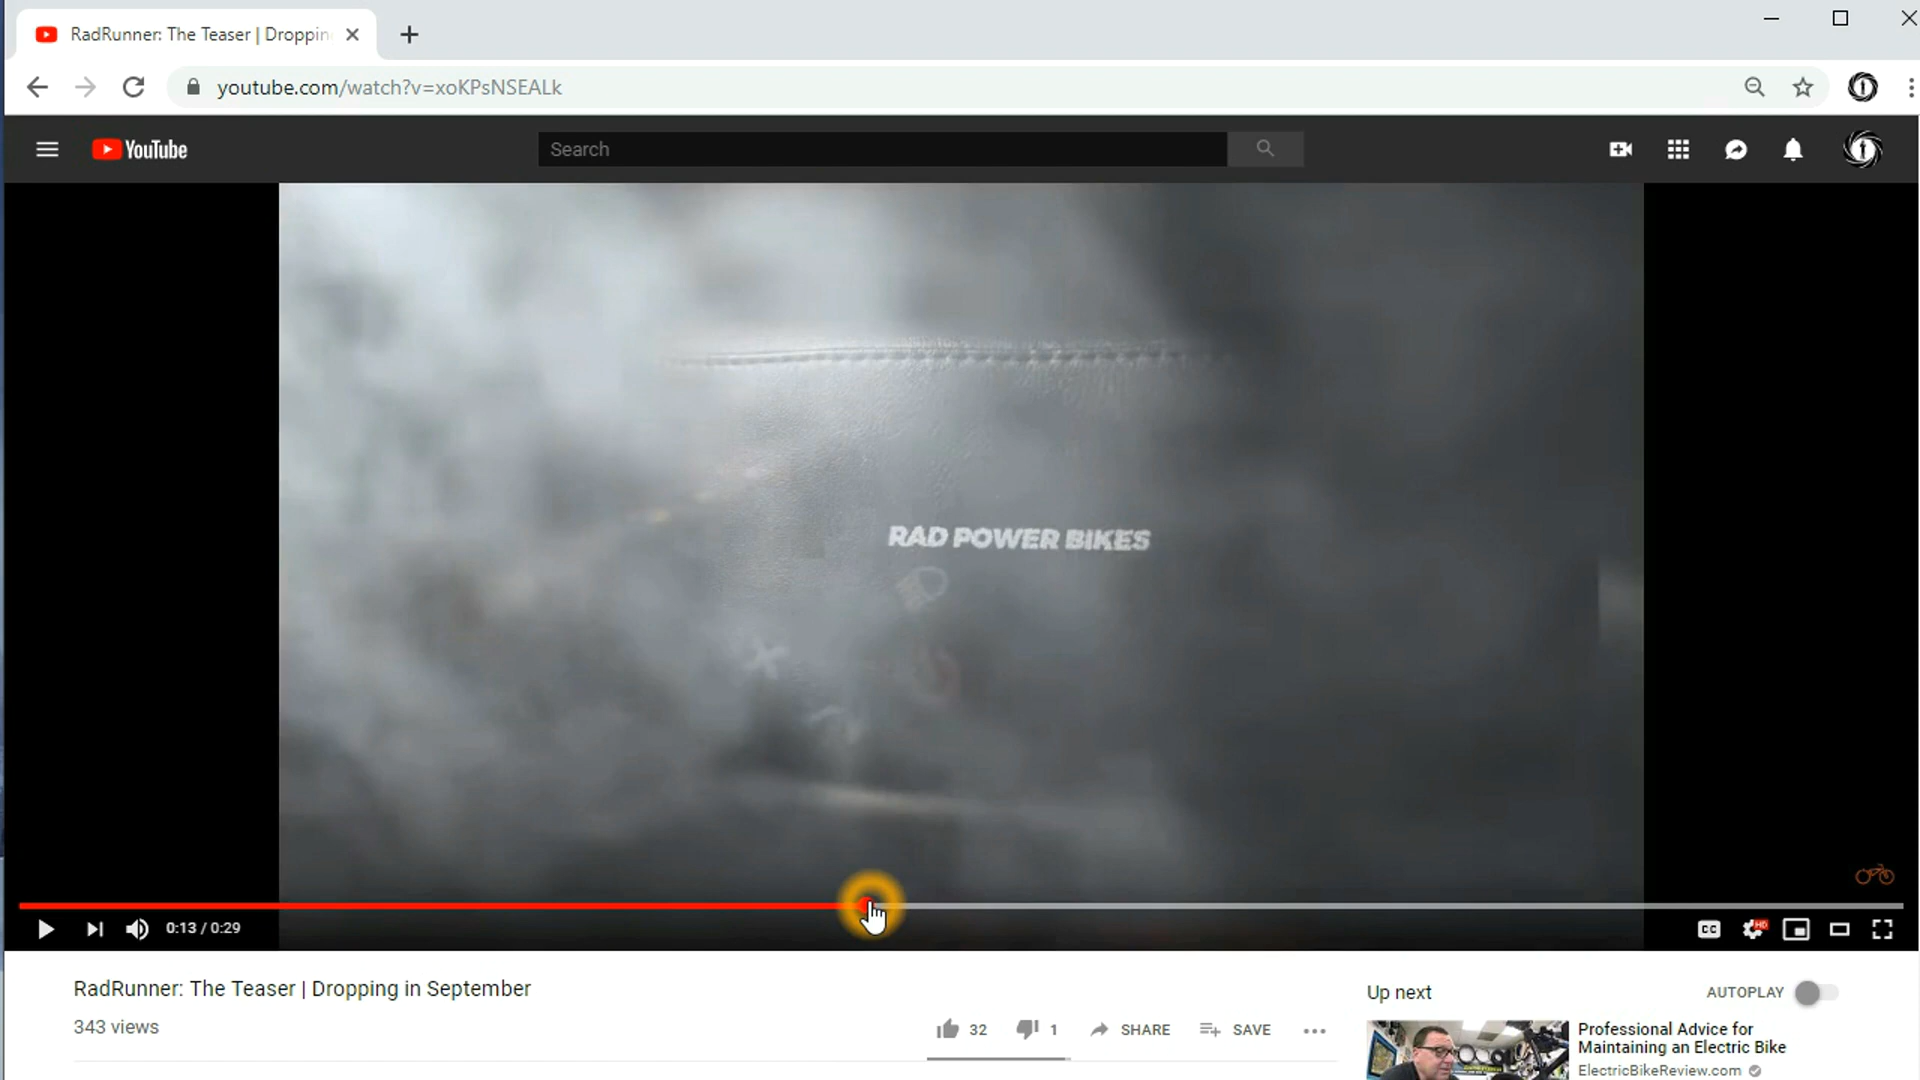 RadRunner: The Teaser | Droppin
youtube.com/watch?v=xoKPsNSEALk
YouTube
Search
RAD POWER BIKES
0:13 / 0:29
CC
HD
RadRunner: The Teaser | Dropping in September
343 views
32
1
SHARE
SAVE
Up next
AUTOPLAY
Professional Advice for
Maintaining an Electric Bike
ElectricBikeReview.com